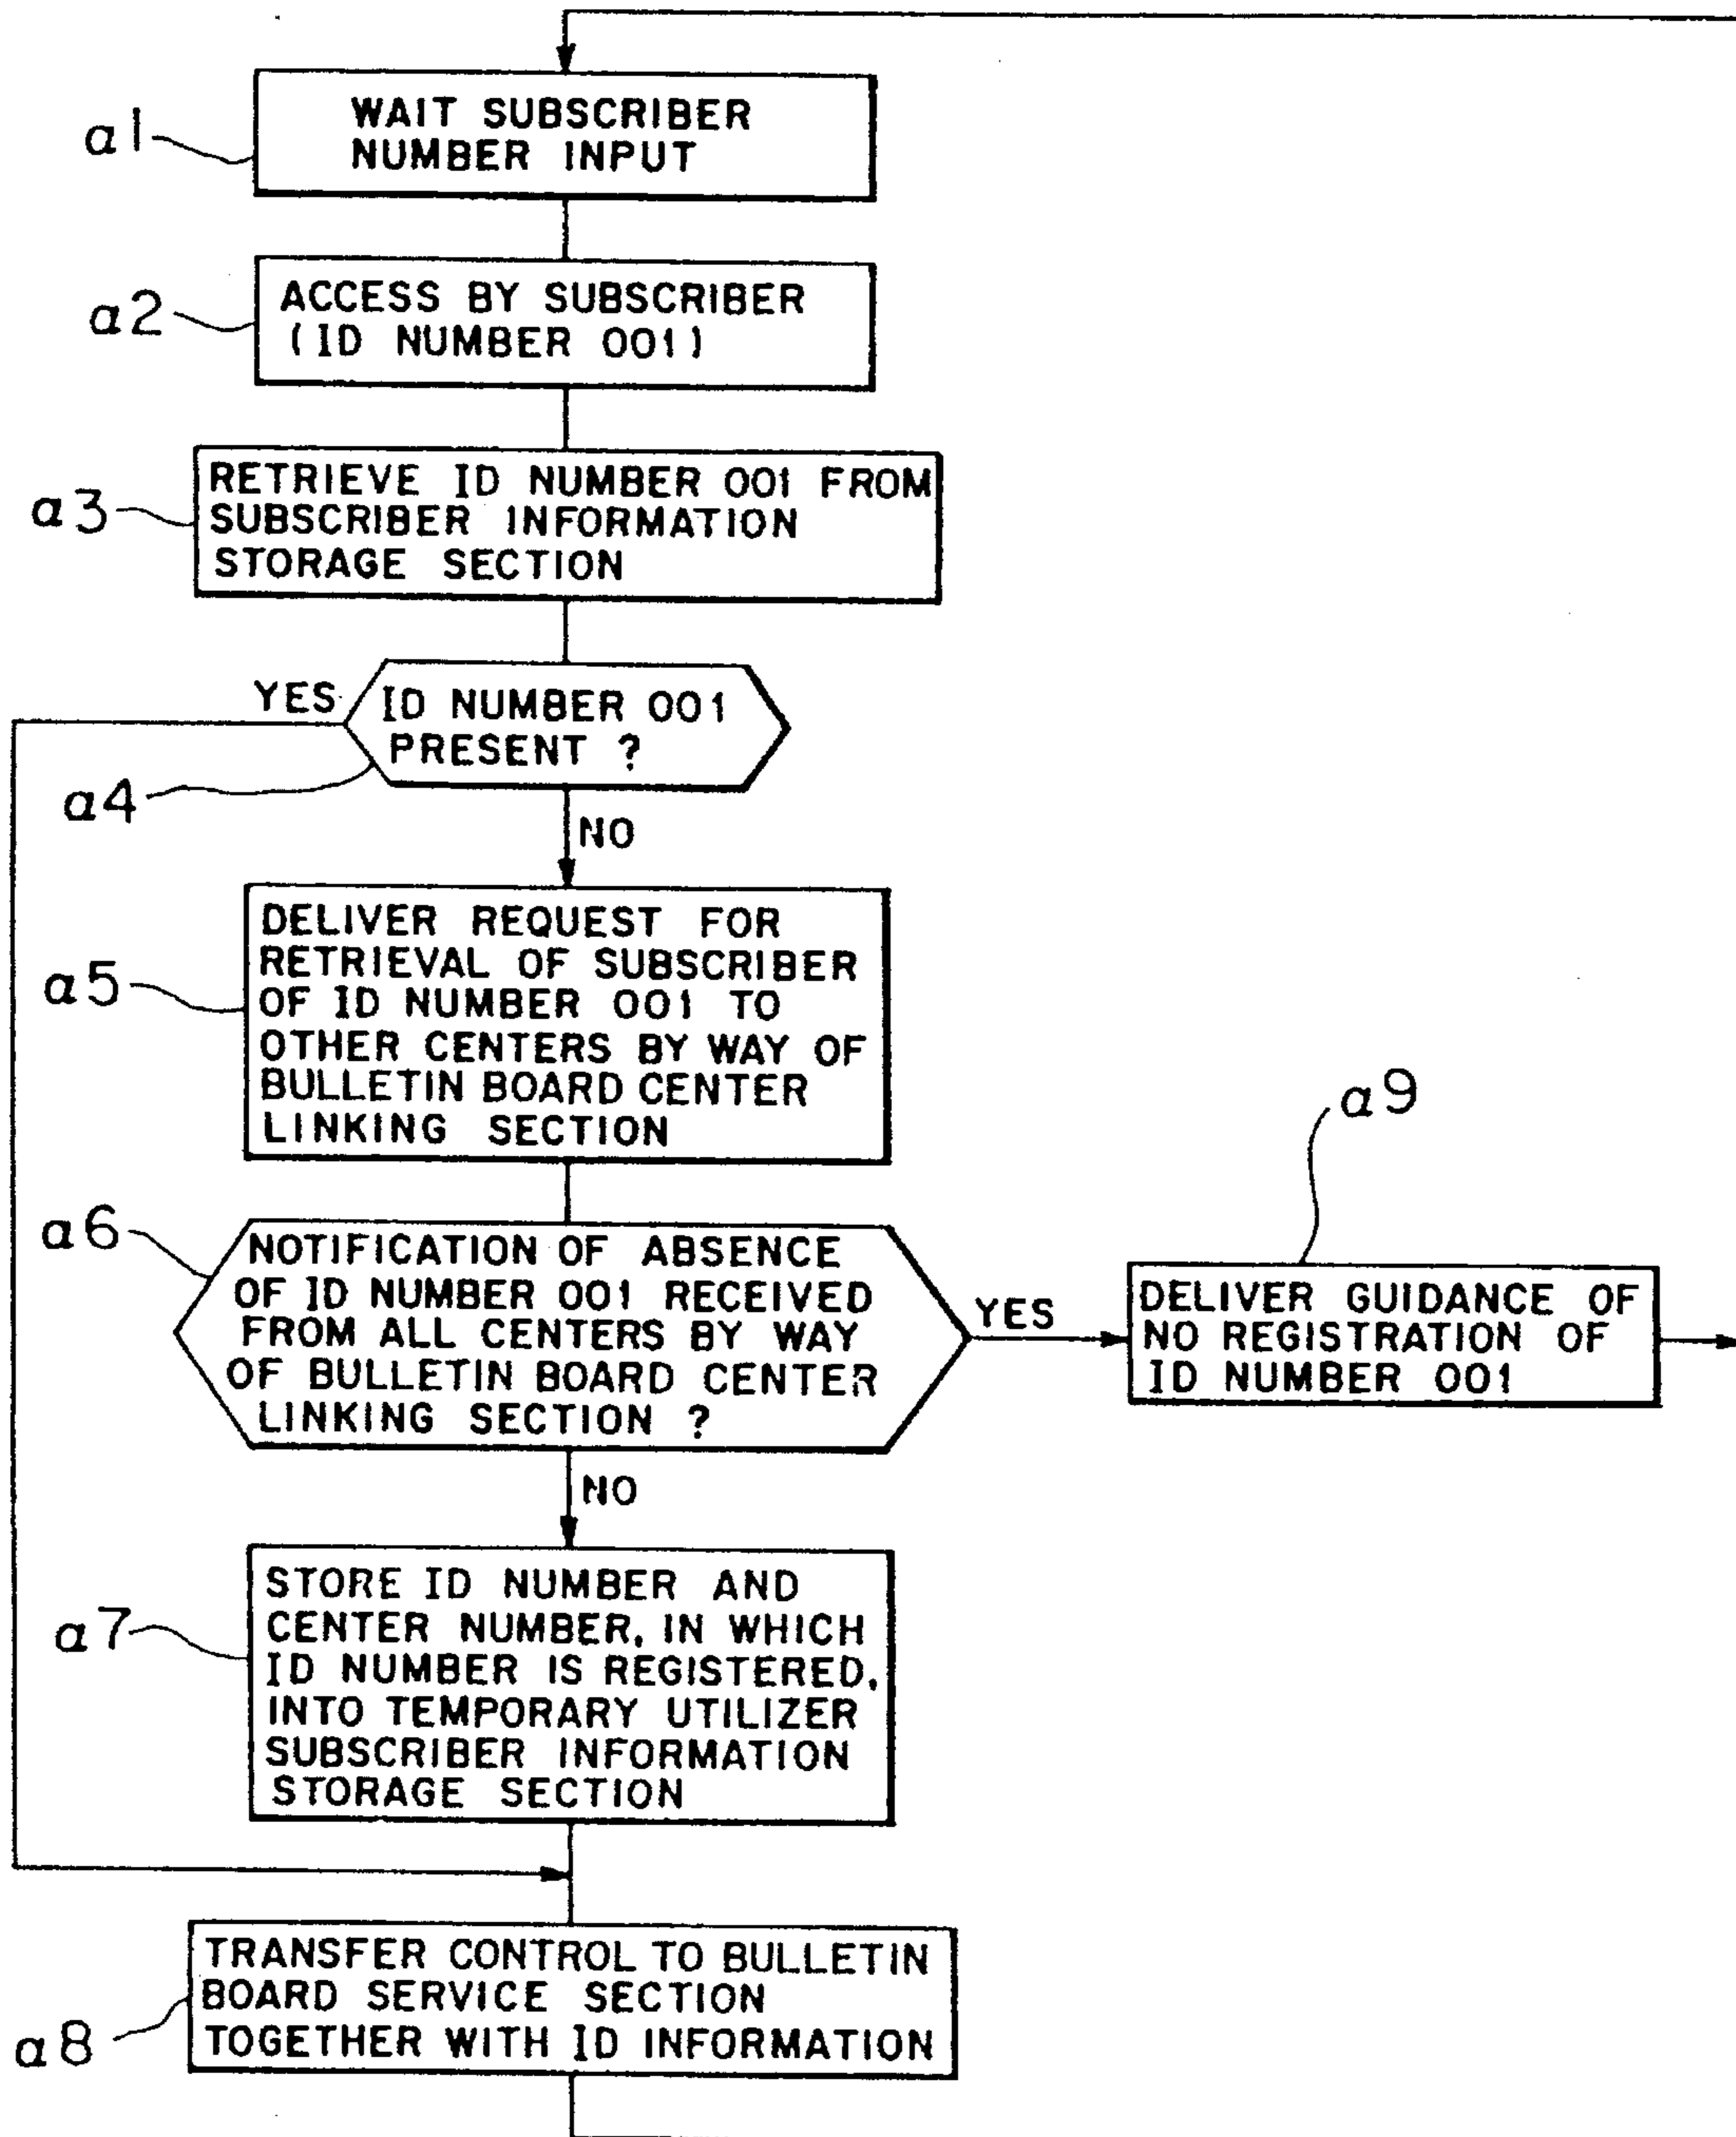 a1
WAIT SUBSCRIBER
NUMBER INPUT
a2
ACCESS BY SUBSCRIBER
(ID NUMBER 001)
a3
RETRIEVE ID NUMBER 001 FROM
SUBSCRIBER INFORMATION
STORAGE SECTION
YES
ID NUMBER 001
PRESENT ?
a4
NO
a5
DELIVER REQUEST FOR
RETRIEVAL OF SUBSCRIBER
OF ID NUMBER 001 TO
OTHER CENTERS BY WAY OF
BULLETIN BOARD CENTER
LINKING SECTION
a6
NOTIFICATION OF ABSENCE
OF ID NUMBER 001 RECEIVED
FROM ALL CENTERS BY WAY
OF BULLETIN BOARD CENTER
LINKING SECTION ?
YES
a9
DELIVER GUIDANCE OF
NO REGISTRATION OF
ID NUMBER 001
NO
a7
STORE ID NUMBER AND
CENTER NUMBER, IN WHICH
ID NUMBER IS REGISTERED,
INTO TEMPORARY UTILIZER
SUBSCRIBER INFORMATION
STORAGE SECTION
a8
TRANSFER CONTROL TO BULLETIN
BOARD SERVICE SECTION
TOGETHER WITH ID INFORMATION